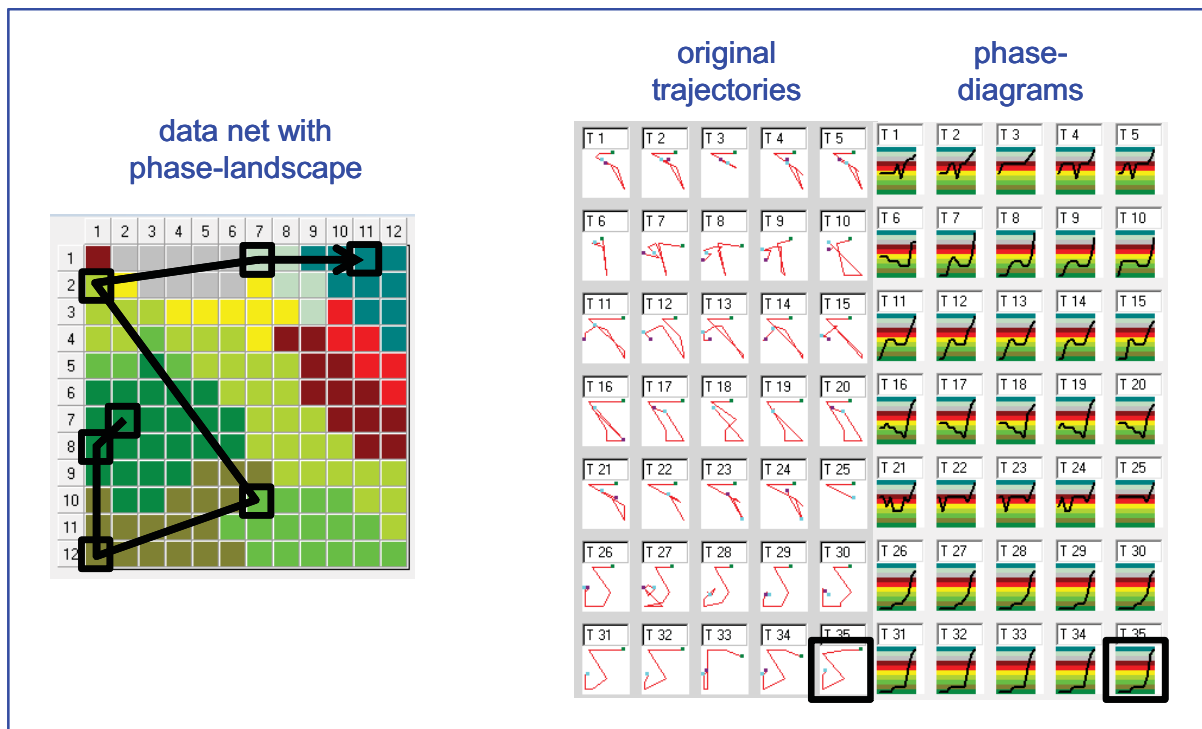 data net with
phase-landscape
1 2 3 4 5 6 7 8 9 10 11 12
1
2
3
4
5
6
7
8
9
10
11
12
original
trajectories
phase-
diagrams
T 1 T 2 T 3 T 4 T 5 T 1 T 2 T 3 T 4 T 5
T 6 T 7 T 8 T 9 T 10 T 6 T 7 T 8 T 9 T 10
T 11 T 12 T 13 T 14 T 15 T 11 T 12 T 13 T 14 T 15
T 16 T 17 T 18 T 19 T 20 T 16 T 17 T 18 T 19 T 20
T 21 T 22 T 23 T 24 T 25 T 21 T 22 T 23 T 24 T 25
T 26 T 27 T 28 T 29 T 30 T 26 T 27 T 28 T 29 T 30
T 31 T 32 T 33 T 34 T 35 T 31 T 32 T 33 T 34 T 35